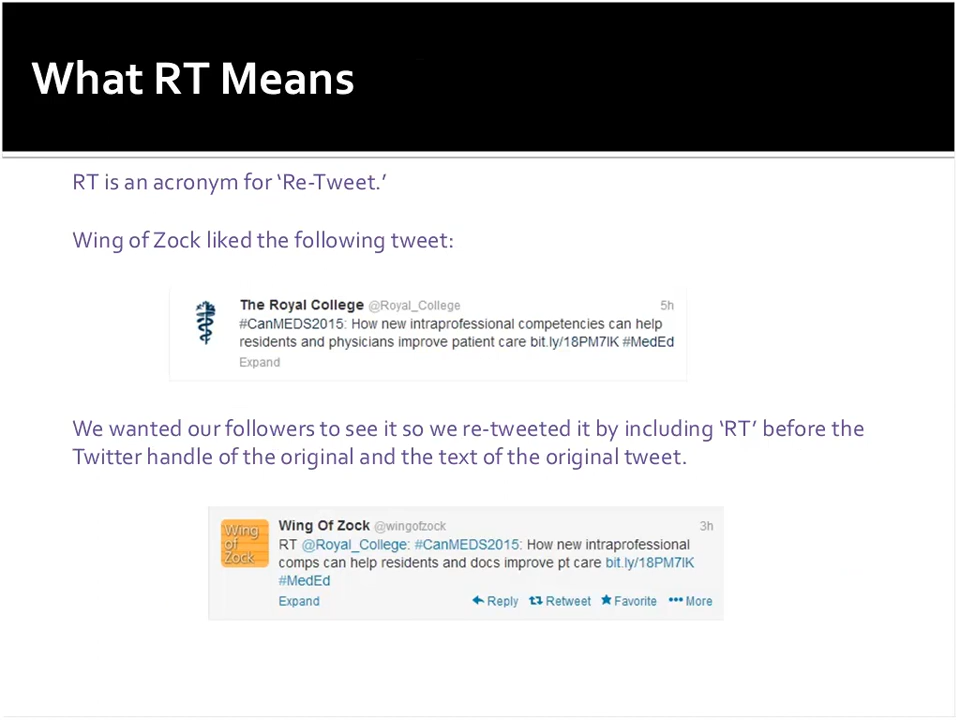 What RT Means
RT is an acronym for ‘Re-Tweet.’
Wing of Zock liked the following tweet:
The Royal College @Royal_College 5h
#CanMEDS2015: How new intraprofessional competencies can help
residents and physicians improve patient care bit.ly/18PM7lK #MedEd
Expand
We wanted our followers to see it so we re-tweeted it by including ‘RT’ before the
Twitter handle of the original and the text of the original tweet.
Wing of Zock
Wing Of Zock @wingofzock 3h
RT @Royal_College: #CanMEDS2015: How new intraprofessional
comps can help residents and docs improve pt care bit.ly/18PM7lK
#MedEd
Expand Reply Retweet Favorite More